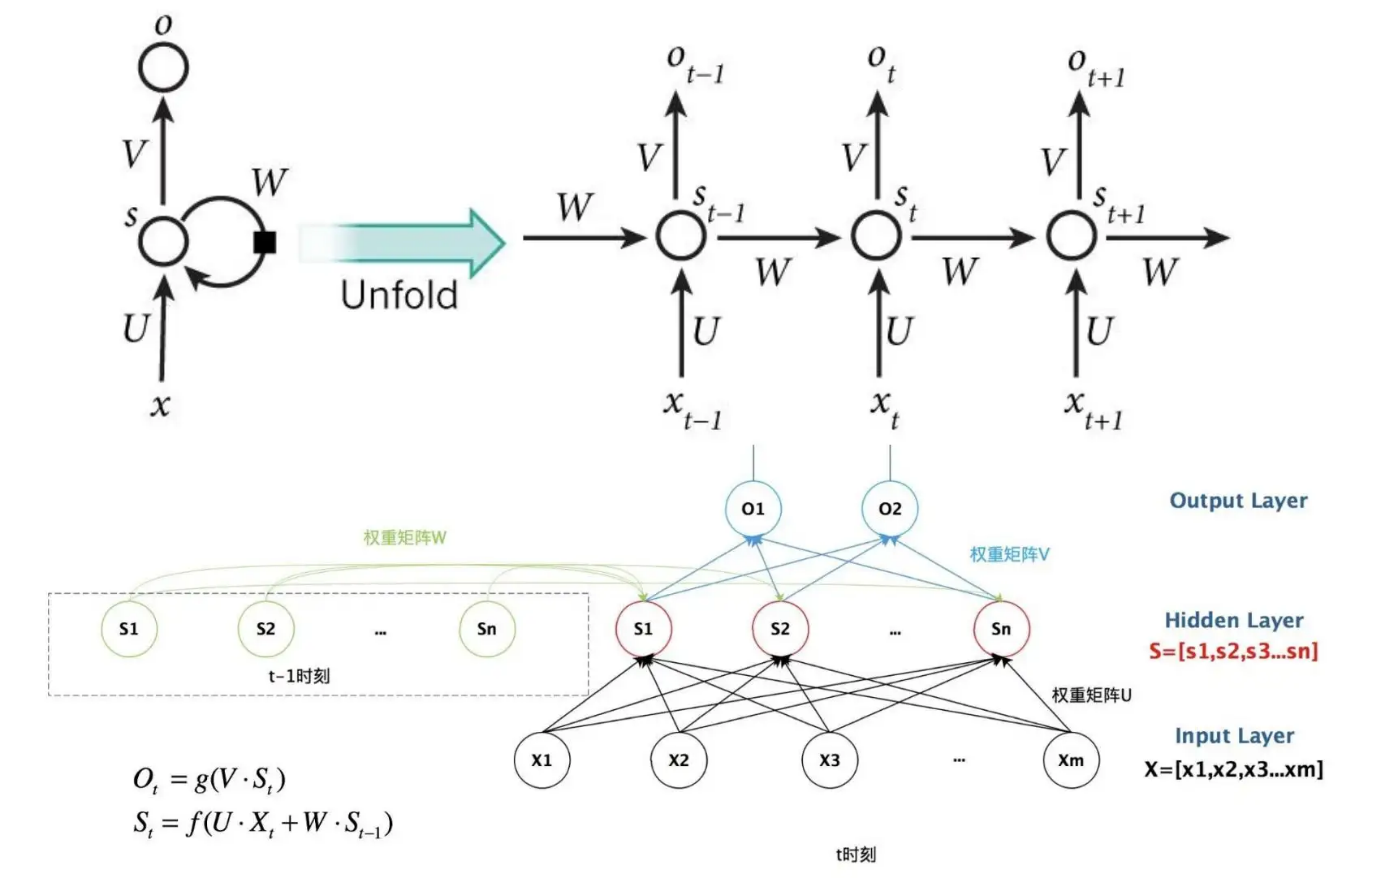 o
V
s
W
U
x
Unfold
o t-1
o t
o t+1
V
V
V
W
s t-1
s t
s t+1
W
W
W
U
U
U
x t-1
x t
x t+1
O1
O2
Output Layer
权重矩阵W
权重矩阵V
S1
S2
...
Sn
S1
S2
...
Sn
Hidden Layer
S=[s1,s2,s3...sn]
t-1时刻
权重矩阵U
X1
X2
X3
...
Xm
Input Layer
X=[x1,x2,x3...xm]
O_t = g(V·S_t)
S_t = f(U·X_t + W·S_{t-1})
t时刻